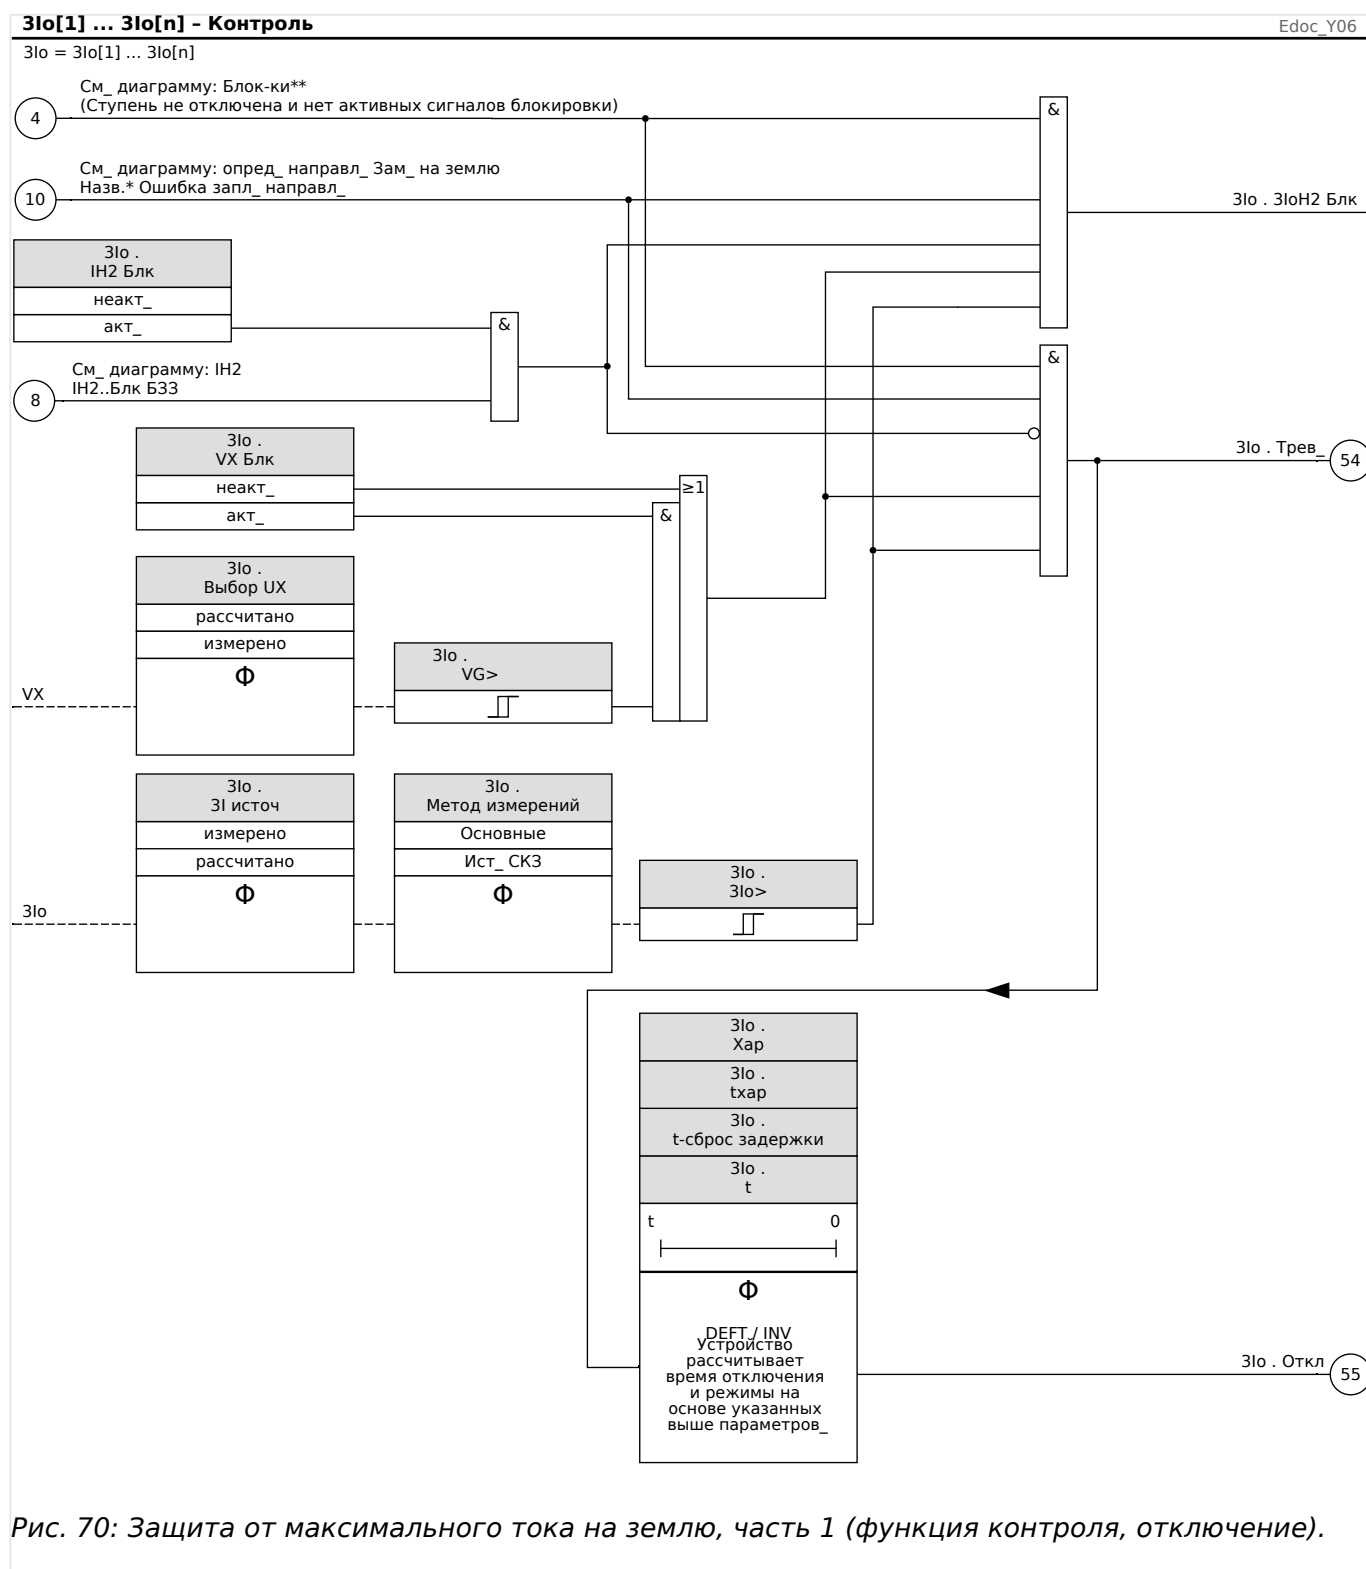 3Io[1] ... 3Io[n] – Контроль
Edoc_Y06
3Io = 3Io[1] ... 3Io[n]
См_ диаграмму: Блок-ки**
(Ступень не отключена и нет активных сигналов блокировки)
4
&
См_ диаграмму: опред_ направл_ Зам_ на землю
Назв.* Ошибка запл_ направл_
10
3Io . 3IoH2 Блк
3Io .
IH2 Блк
неакт_
акт_
&
См_ диаграмму: IH2
IH2..Блк БЗЗ
8
&
3Io .
VX Блк
неакт_
акт_
≥1
&
3Io . Трев_
54
3Io .
Выбор UX
рассчитано
измерено
Ф
VX
3Io .
VG>
3Io .
3I источ
измерено
рассчитано
Ф
3Io .
Метод измерений
Основные
Ист_ СКЗ
Ф
3Io
3Io .
3Io>
3Io .
Хар
3Io .
tхар
3Io .
t-сброс задержки
3Io .
t
t
0
Ф
DEFT / INV
Устройство
рассчитывает
время отключения
и режимы на
основе указанных
выше параметров_
3Io . Откл
55
Рис. 70: Защита от максимального тока на землю, часть 1 (функция контроля, отключение).